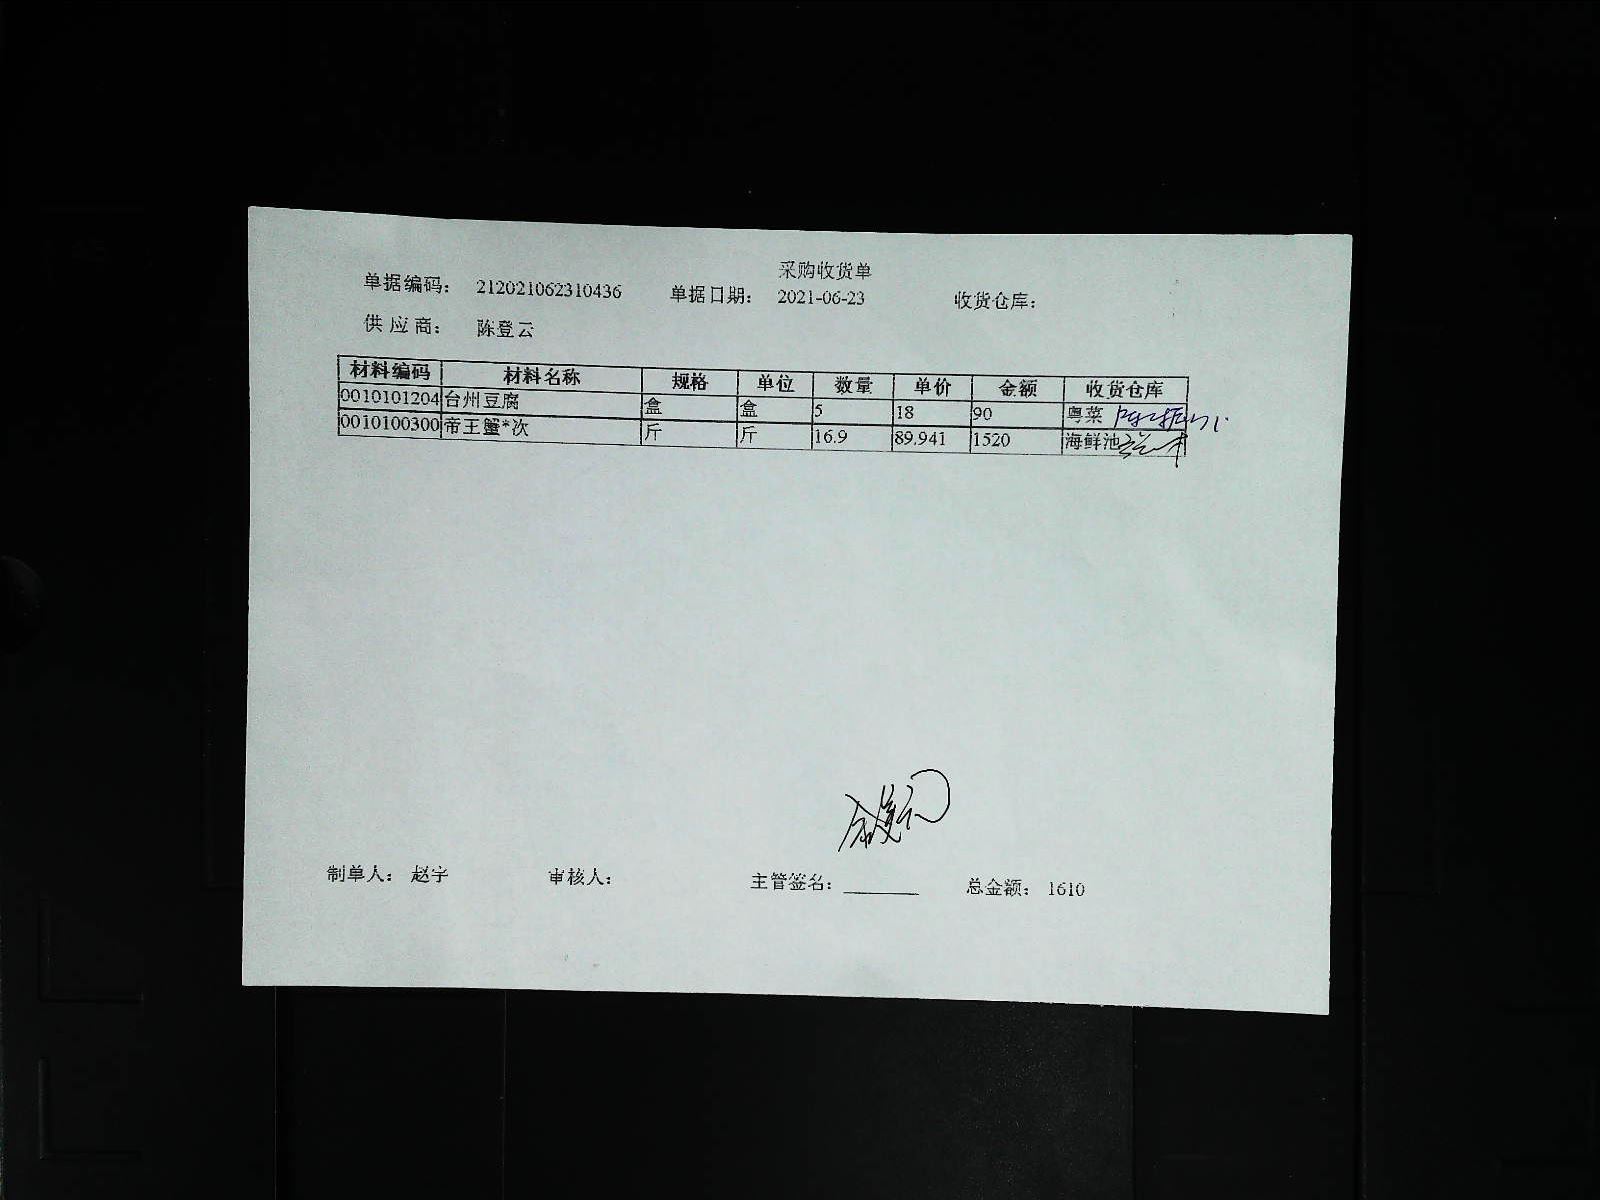 采购收货单
单据编码： 212021062310436 单据日期： 2021-06-23 收货仓库：
供 应 商： 陈登云
材料编码 材料名称 规格 单位 数量 单价 金额 收货仓库
0010101204 台州豆腐 盒 盒 5 18 90 粤菜
0010100300 帝王蟹*次 斤 斤 16.9 89.941 1520 海鲜池
制单人： 赵宇 审核人： 主管签名： 总金额： 1610